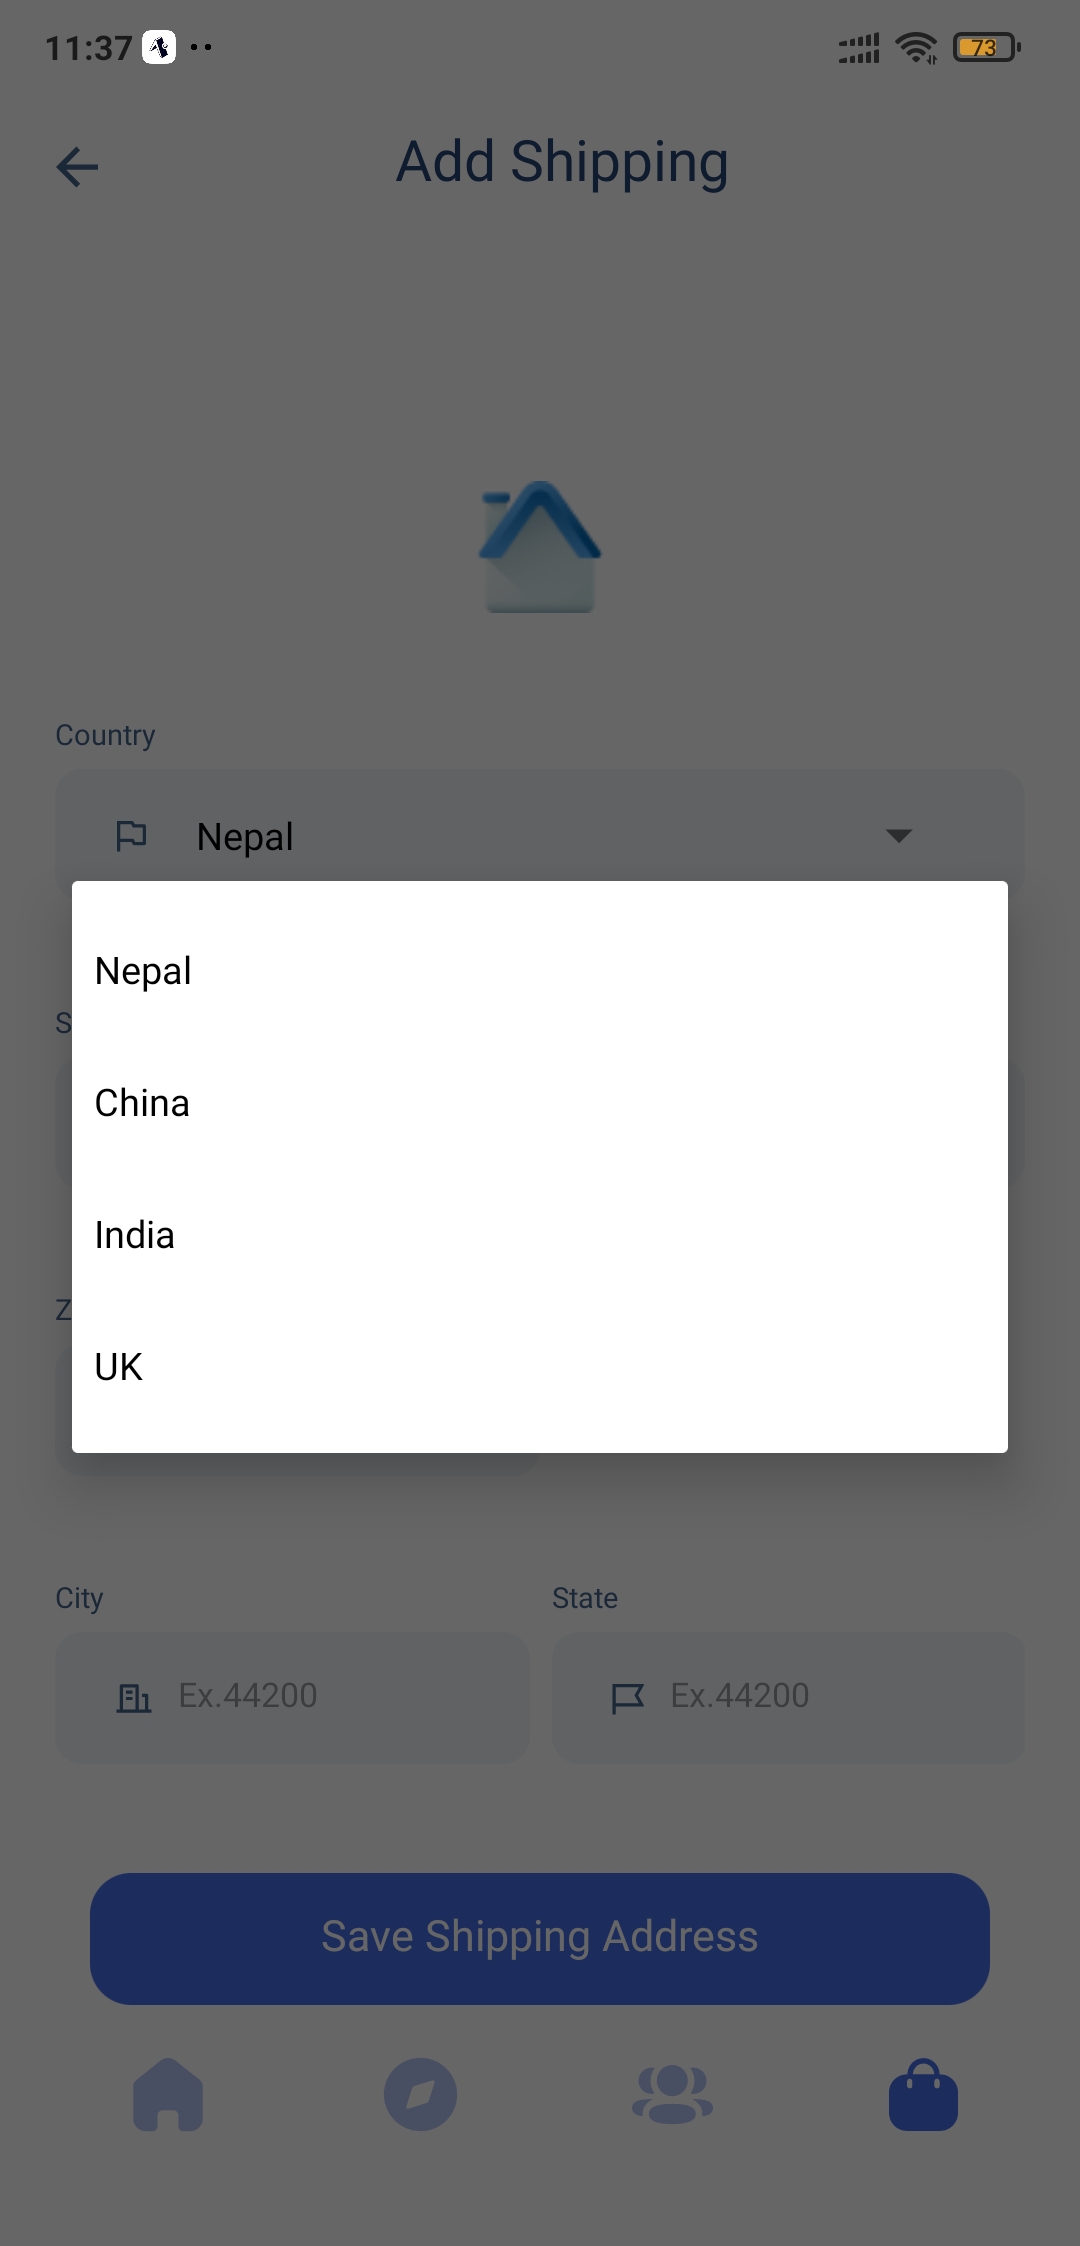 11:37
73
Add Shipping
Country
Nepal
Nepal
China
India
UK
City State
Ex.44200 Ex.44200
Save Shipping Address